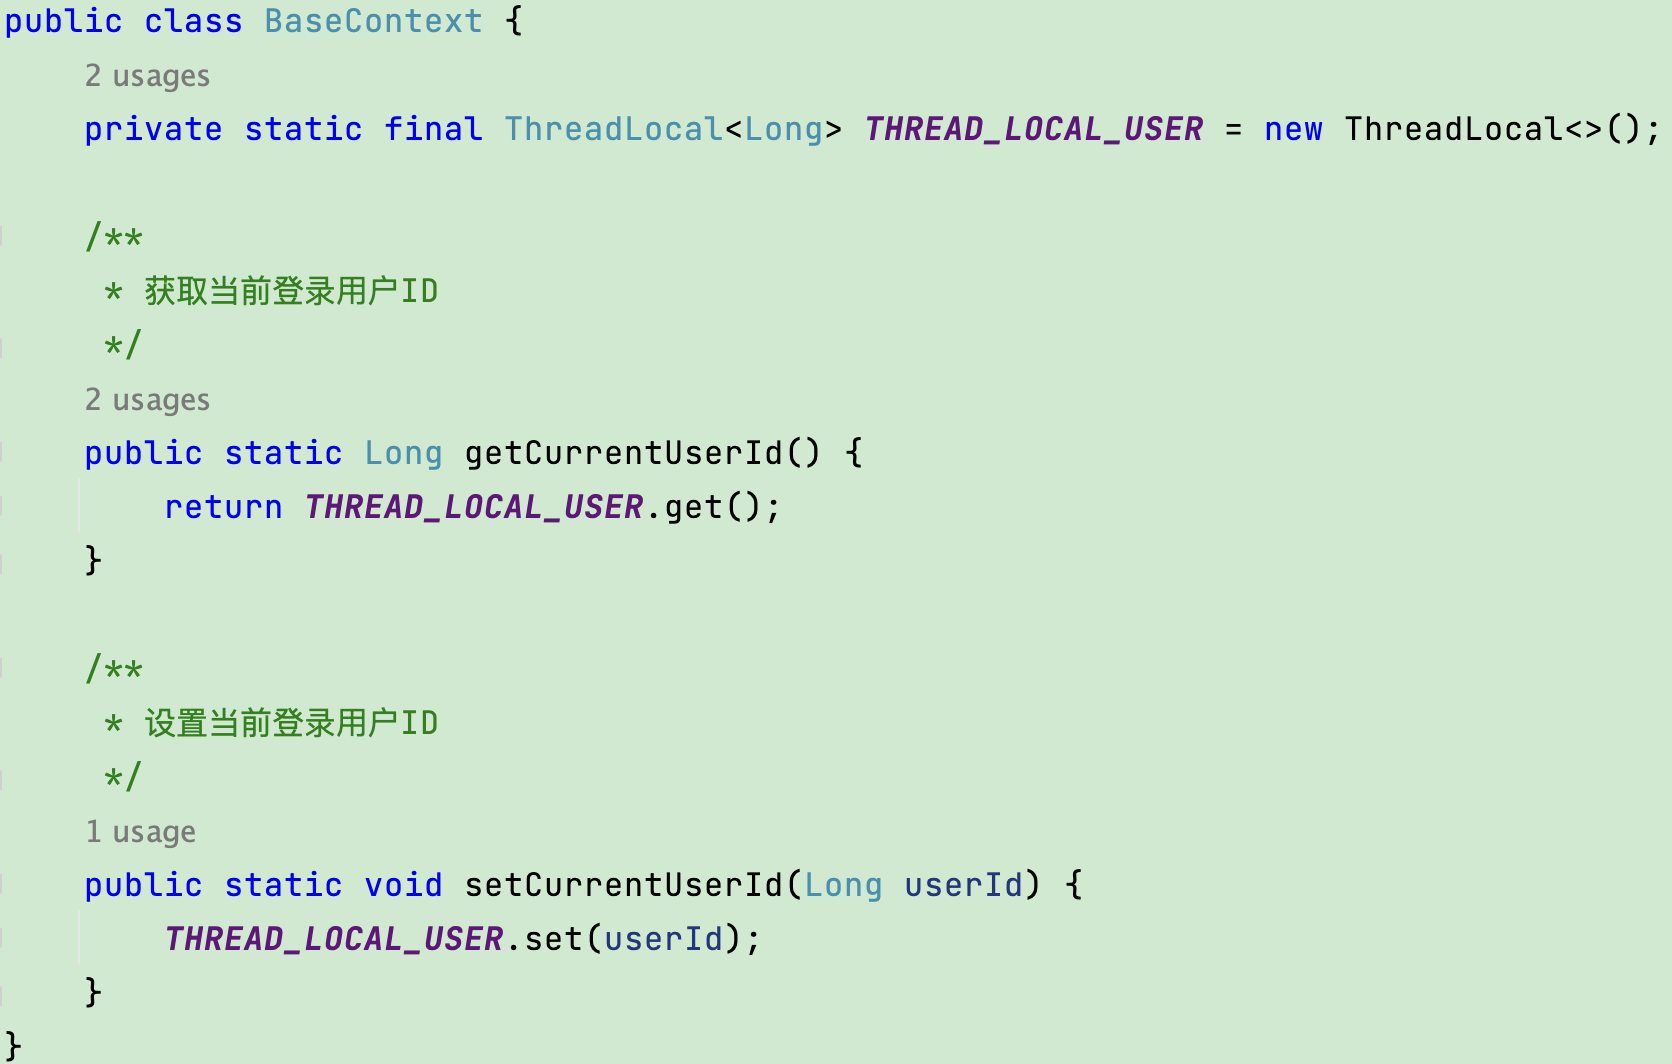 public class BaseContext {
2 usages
private static final ThreadLocal<Long> THREAD_LOCAL_USER = new ThreadLocal<>();
/**
* 获取当前登录用户ID
*/
2 usages
public static Long getCurrentUserId() {
return THREAD_LOCAL_USER.get();
}
/**
* 设置当前登录用户ID
*/
1 usage
public static void setCurrentUserId(Long userId) {
THREAD_LOCAL_USER.set(userId);
}
}